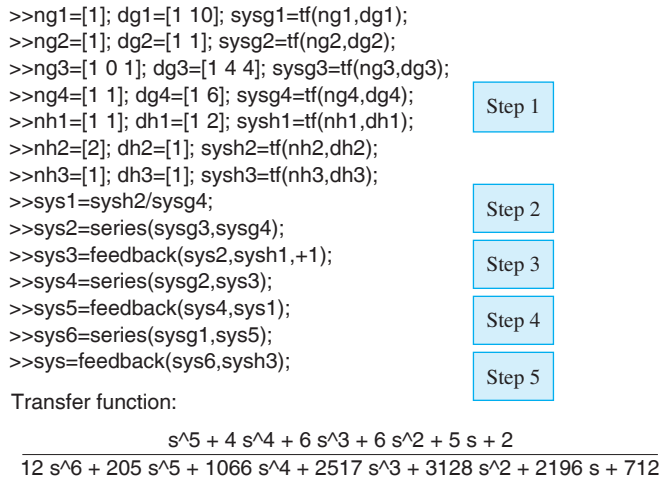 >>ng1=[1]; dg1=[1 10]; sysg1=tf(ng1,dg1);
>>ng2=[1]; dg2=[1 1]; sysg2=tf(ng2,dg2);
>>ng3=[1 0 1]; dg3=[1 4 4]; sysg3=tf(ng3,dg3);
>>ng4=[1 1]; dg4=[1 6]; sysg4=tf(ng4,dg4);
Step 1
>>nh1=[1 1]; dh1=[1 2]; sysh1=tf(nh1,dh1);
>>nh2=[2]; dh2=[1]; sysh2=tf(nh2,dh2);
>>nh3=[1]; dh3=[1]; sysh3=tf(nh3,dh3);
>>sys1=sysh2/sysg4;
Step 2
>>sys2=series(sysg3,sysg4);
>>sys3=feedback(sys2,sysh1,+1);
Step 3
>>sys4=series(sysg2,sys3);
>>sys5=feedback(sys4,sys1);
Step 4
>>sys6=series(sysg1,sys5);
>>sys=feedback(sys6,sysh3);
Step 5
Transfer function:
s^5 + 4 s^4 + 6 s^3 + 6 s^2 + 5 s + 2
12 s^6 + 205 s^5 + 1066 s^4 + 2517 s^3 + 3128 s^2 + 2196 s + 712